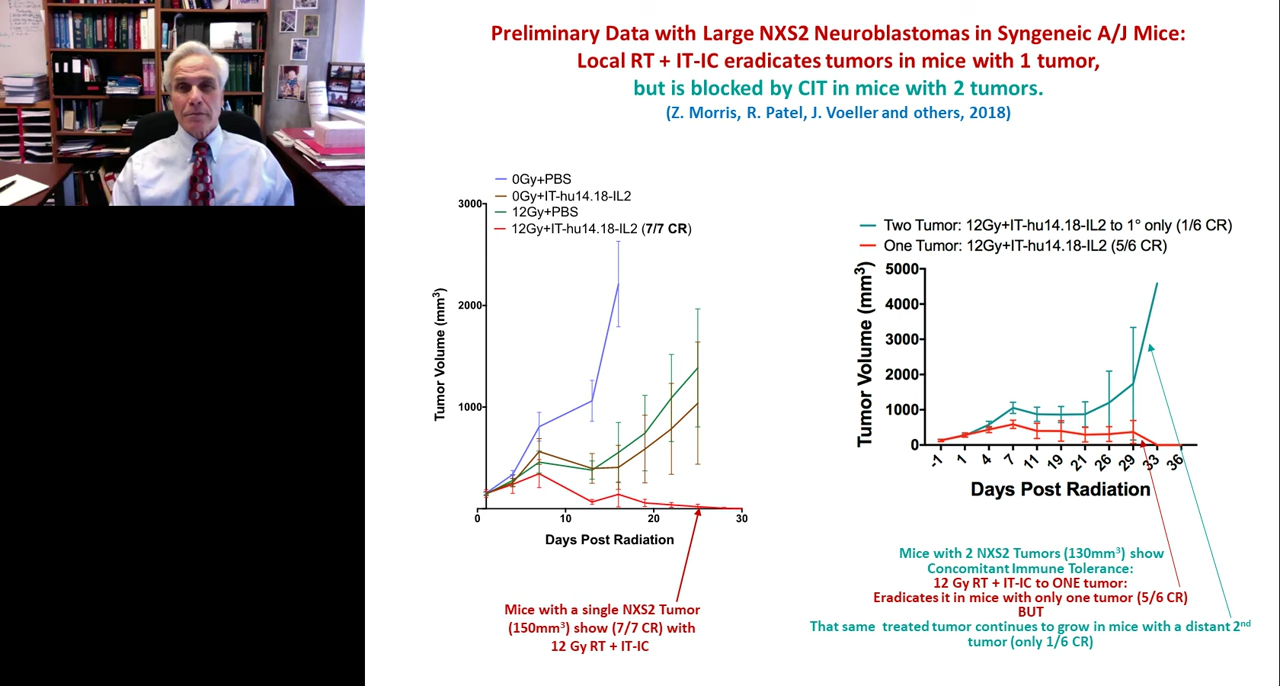 Preliminary Data with Large NXS2 Neuroblastomas in Syngeneic A/J Mice:
Local RT + IT-IC eradicates tumors in mice with 1 tumor,
but is blocked by CIT in mice with 2 tumors.
(Z. Morris, R. Patel, J. Voeller and others, 2018)
0Gy+PBS
0Gy+IT-hu14.18-IL2
12Gy+PBS
12Gy+IT-hu14.18-IL2 (7/7 CR)
3000
2000
1000
Tumor Volume (mm³)
0 10 20 30
Days Post Radiation
Mice with a single NXS2 Tumor
(150mm³) show (7/7 CR) with
12 Gy RT + IT-IC
Two Tumor: 12Gy+IT-hu14.18-IL2 to 1° only (1/6 CR)
One Tumor: 12Gy+IT-hu14.18-IL2 (5/6 CR)
5000
4000
3000
2000
1000
0
Tumor Volume (mm³)
-1 1 4 7 11 19 21 26 29 33 36
Days Post Radiation
Mice with 2 NXS2 Tumors (130mm³) show
Concomitant Immune Tolerance:
12 Gy RT + IT-IC to ONE tumor:
Eradicates it in mice with only one tumor (5/6 CR)
BUT
That same treated tumor continues to grow in mice with a distant 2nd
tumor (only 1/6 CR)